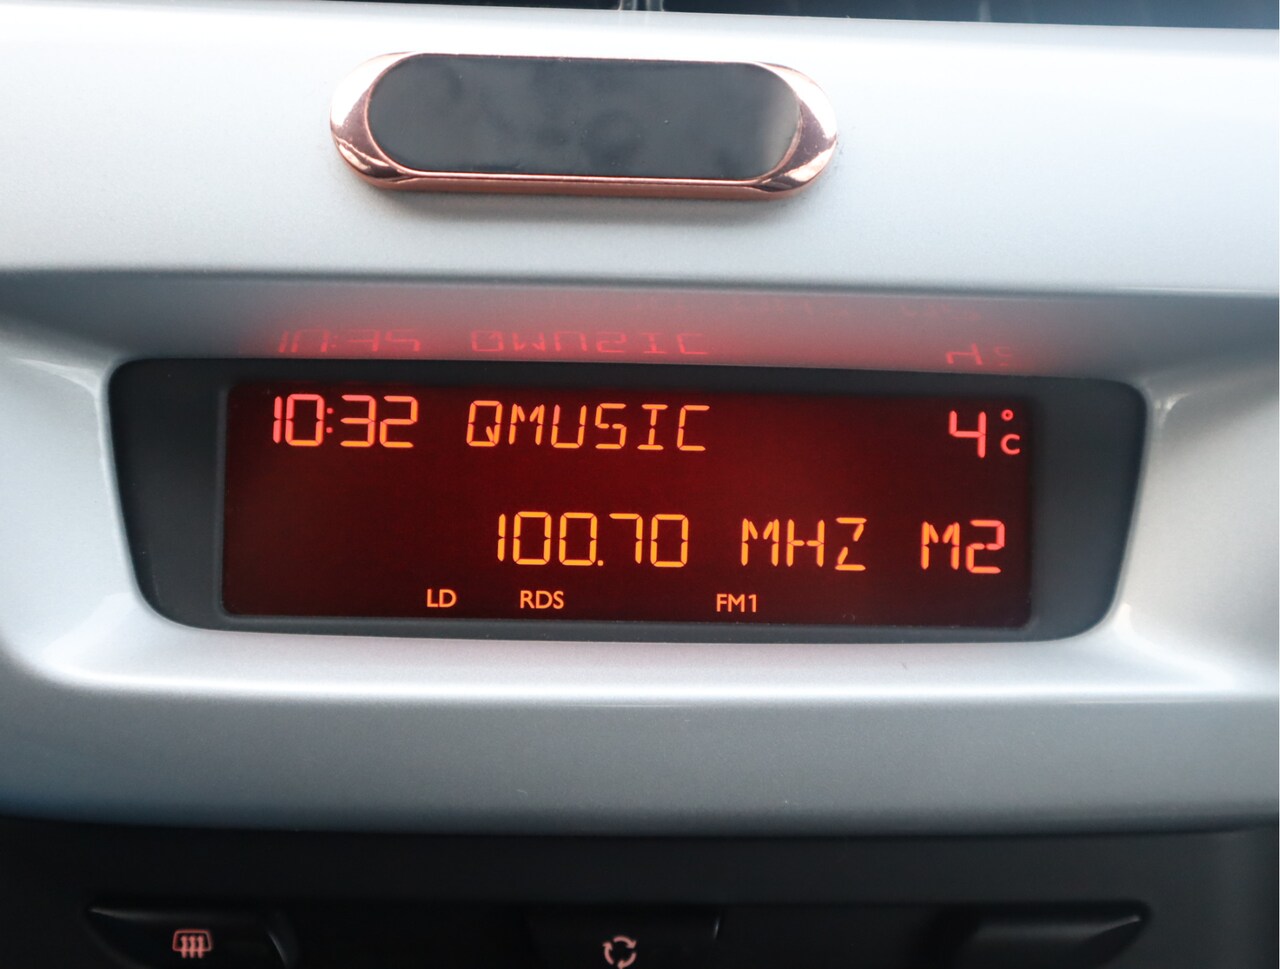 10:32 QMUSIC 4°C
100.70 MHZ M2
LD RDS FM1